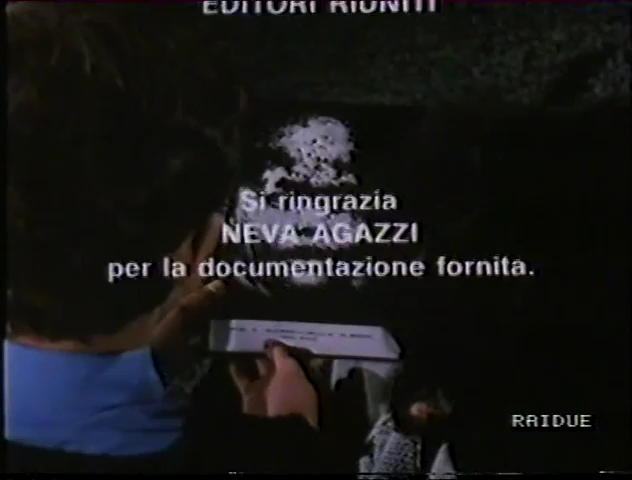 EDITORI RIUNITI
Si ringrazia
NEVA AGAZZI
per la documentazione fornita.
RAIDUE